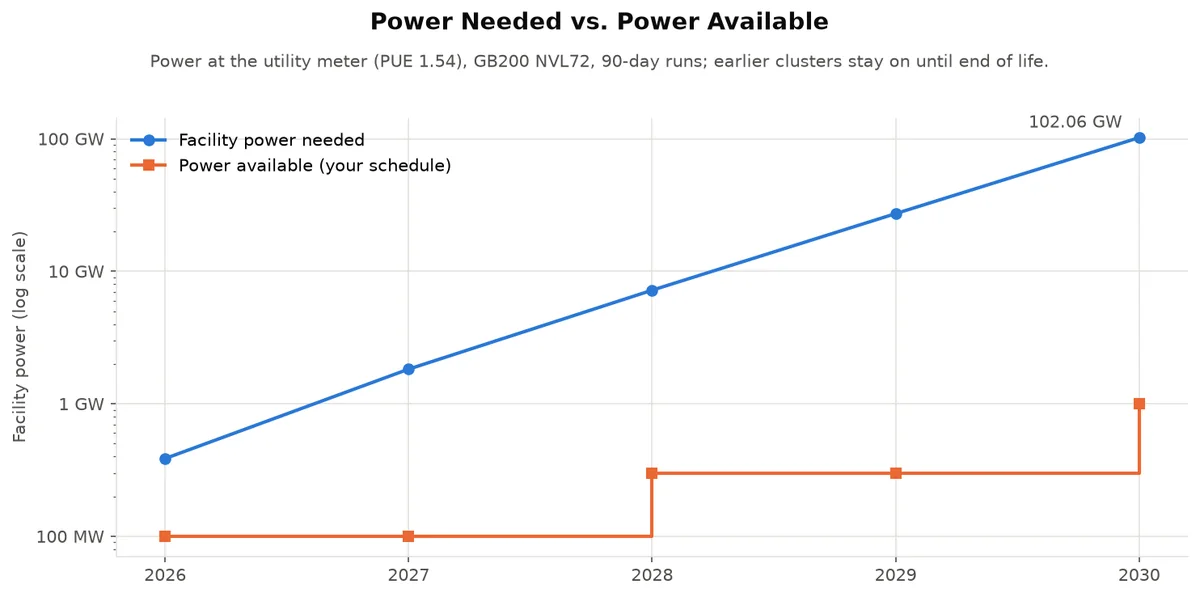 Power Needed vs. Power Available
Power at the utility meter (PUE 1.54), GB200 NVL72, 90-day runs; earlier clusters stay on until end of life.
102.06 GW
Facility power needed
Power available (your schedule)
Facility power (log scale)
100 GW
10 GW
1 GW
100 MW
2026
2027
2028
2029
2030